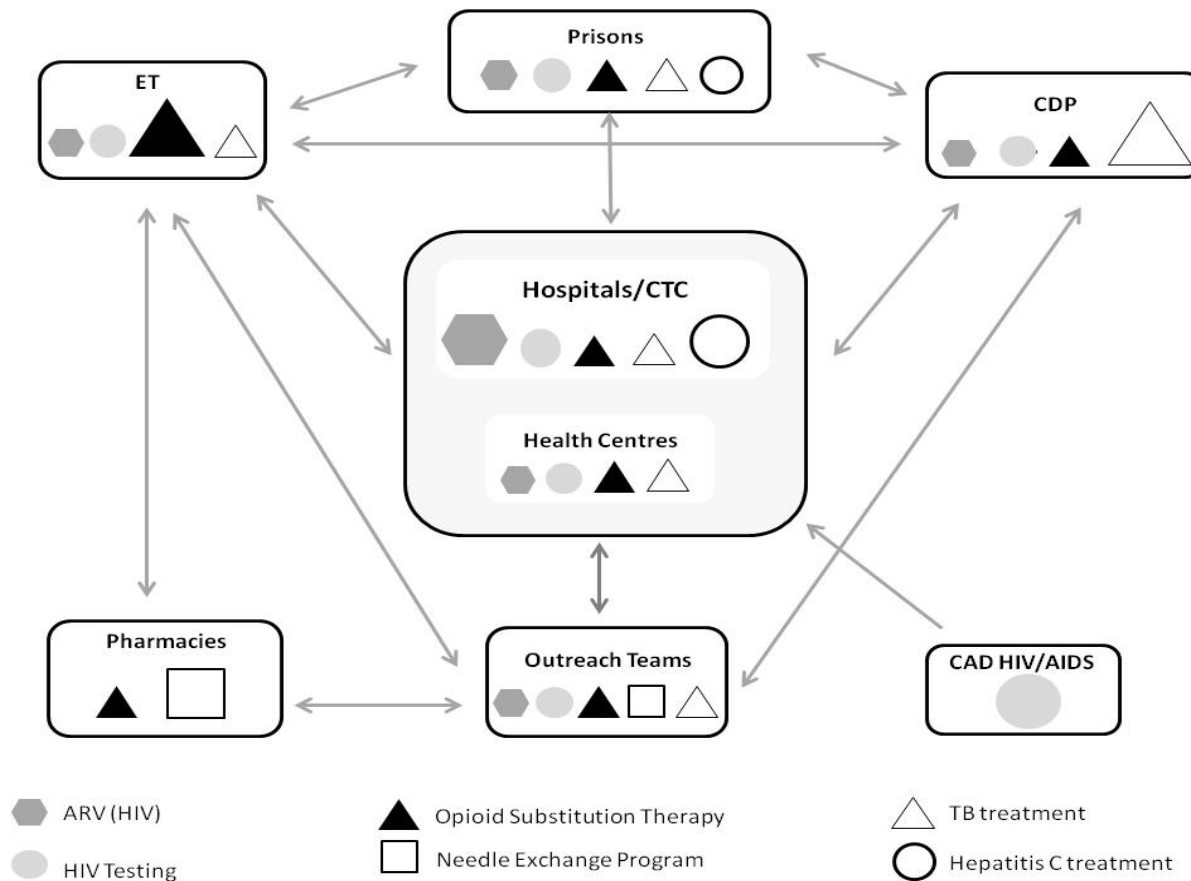 Prisons
ET
CDP
Hospitals/CTC
Health Centres
Pharmacies
Outreach Teams
CAD HIV/AIDS
ARV (HIV)
Opioid Substitution Therapy
TB treatment
HIV Testing
Needle Exchange Program
Hepatitis C treatment